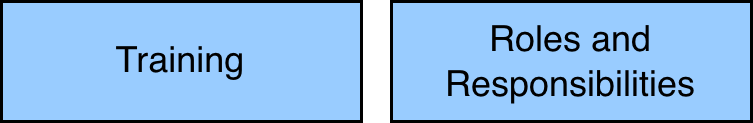 Training
Roles and
Responsibilities